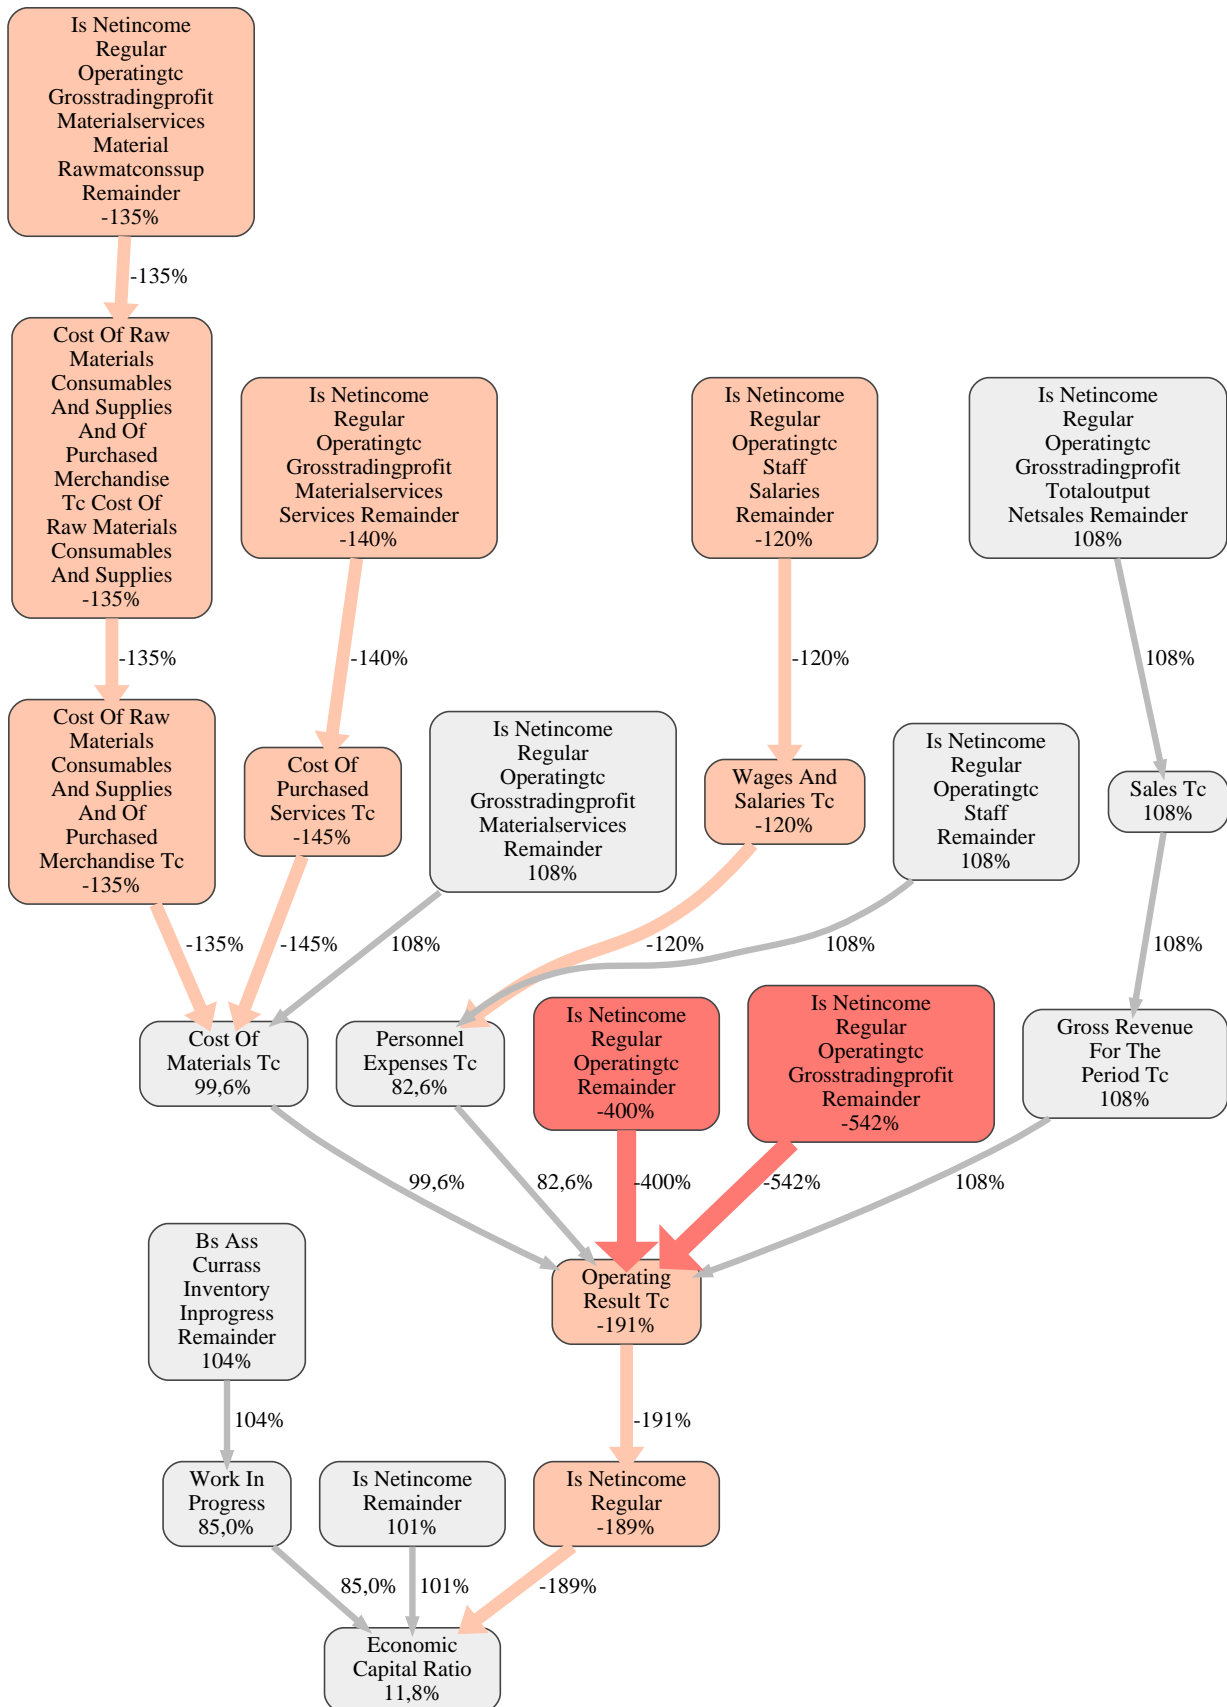 Is Netincome
Regular
Operatingtc
Grosstradingprofit
Materialservices
Material
Rawmatconssup
Remainder
-135%
-135%
Cost Of Raw
Materials
Consumables
And Supplies
And Of
Purchased
Merchandise
Tc Cost Of
Raw Materials
Consumables
And Supplies
-135%
Is Netincome
Regular
Operatingtc
Grosstradingprofit
Materialservices
Services Remainder
-140%
Is Netincome
Regular
Operatingtc
Staff
Salaries
Remainder
-120%
Is Netincome
Regular
Operatingtc
Grosstradingprofit
Totaloutput
Netsales Remainder
108%
-135%
-140%
-120%
108%
Cost Of Raw
Materials
Consumables
And Supplies
And Of
Purchased
Merchandise Tc
-135%
Cost Of
Purchased
Services Tc
-145%
Is Netincome
Regular
Operatingtc
Grosstradingprofit
Materialservices
Remainder
108%
Wages And
Salaries Tc
-120%
Is Netincome
Regular
Operatingtc
Staff
Remainder
108%
Sales Tc
108%
-135%
-145%
108%
-120%
108%
108%
Cost Of
Materials Tc
99,6%
Personnel
Expenses Tc
82,6%
Is Netincome
Regular
Operatingtc
Remainder
-400%
Is Netincome
Regular
Operatingtc
Grosstradingprofit
Remainder
-542%
Gross Revenue
For The
Period Tc
108%
99,6%
82,6%
-400%
-542%
108%
Bs Ass
Currass
Inventory
Inprogress
Remainder
104%
Operating
Result Tc
-191%
104%
-191%
Work In
Progress
85,0%
Is Netincome
Remainder
101%
Is Netincome
Regular
-189%
85,0%
101%
-189%
Economic
Capital Ratio
11,8%